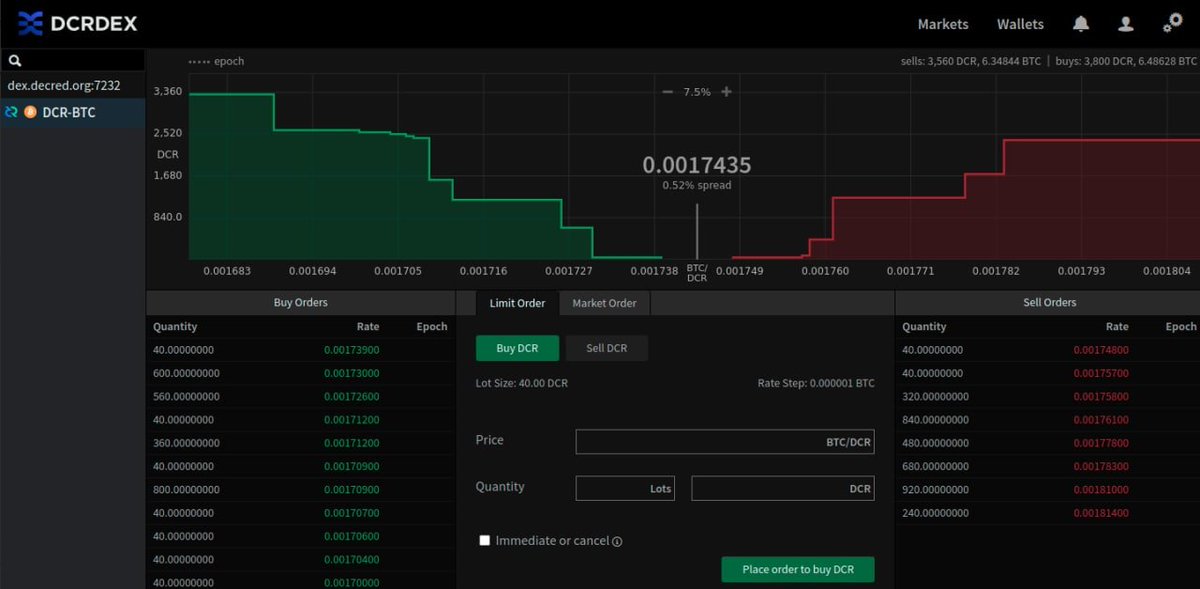 DCRDEX
Markets Wallets
dex.decred.org:7232
DCR-BTC
epoch
sells: 3,560 DCR, 6.34844 BTC | buys: 3,800 DCR, 6.48628 BTC
3,360
2,520
DCR
1,680
840.0
7.5%
0.0017435
0.52% spread
0.001683 0.001694 0.001705 0.001716 0.001727 0.001738 BTC/DCR 0.001749 0.001760 0.001771 0.001782 0.001793 0.001804
Buy Orders
Quantity Rate Epoch
40.00000000 0.00173900
600.00000000 0.00173000
560.00000000 0.00172600
40.00000000 0.00171200
360.00000000 0.00171200
40.00000000 0.00170900
800.00000000 0.00170900
40.00000000 0.00170700
40.00000000 0.00170600
40.00000000 0.00170400
40.00000000 0.00170000
Limit Order Market Order
Buy DCR Sell DCR
Lot Size: 40.00 DCR Rate Step: 0.000001 BTC
Price BTC/DCR
Quantity Lots DCR
Immediate or cancel
Place order to buy DCR
Sell Orders
Quantity Rate Epoch
40.00000000 0.00174800
40.00000000 0.00175700
320.00000000 0.00175800
840.00000000 0.00176100
480.00000000 0.00177800
680.00000000 0.00178300
920.00000000 0.00181000
240.00000000 0.00181400